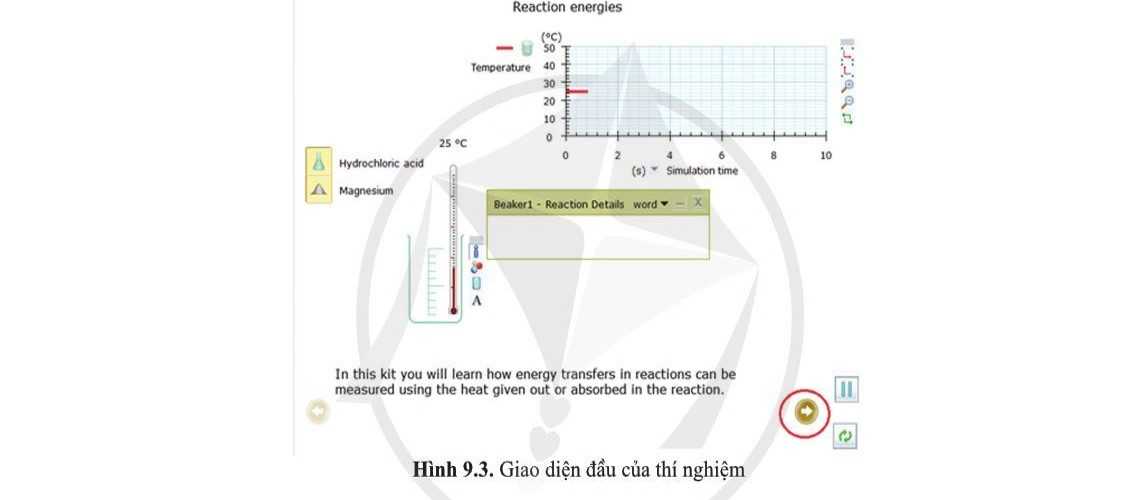 Reaction energies
(°C)
50
Temperature 40
30
20
10
0
0 2 4 6 8 10
(s) Simulation time
25 °C
Hydrochloric acid
Magnesium
Beaker1 - Reaction Details word – X
A
In this kit you will learn how energy transfers in reactions can be
measured using the heat given out or absorbed in the reaction.
Hình 9.3. Giao diện đầu của thí nghiệm